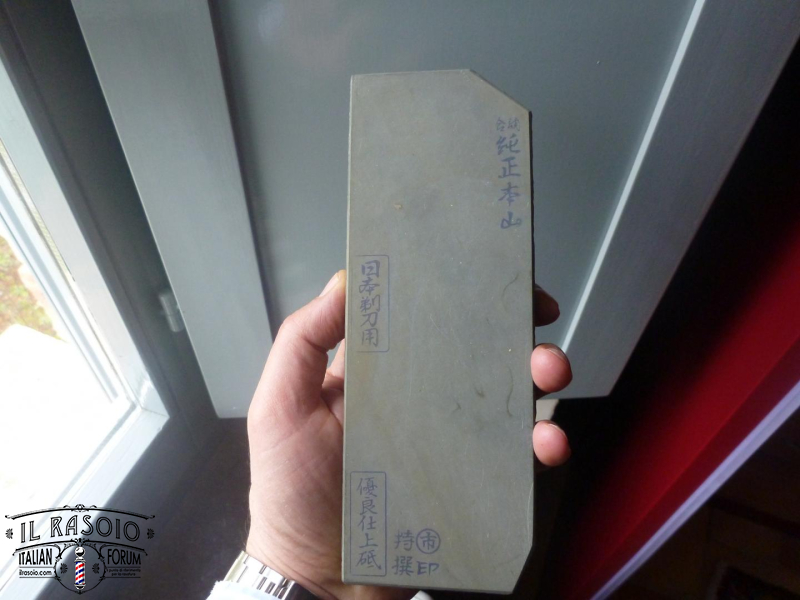 純正本山
日本剃刀用
優良仕上砥
特撰
市印
IL RASOIO
ITALIAN FORUM
ilrasoio.com